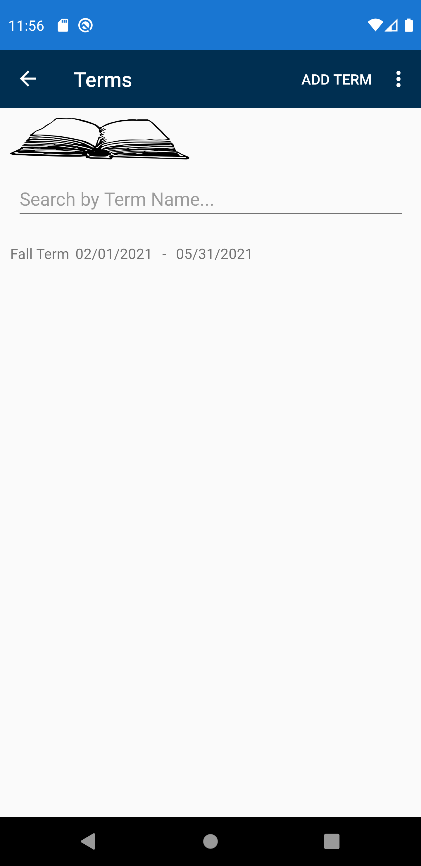 11:56
Terms ADD TERM
Search by Term Name...
Fall Term 02/01/2021 - 05/31/2021